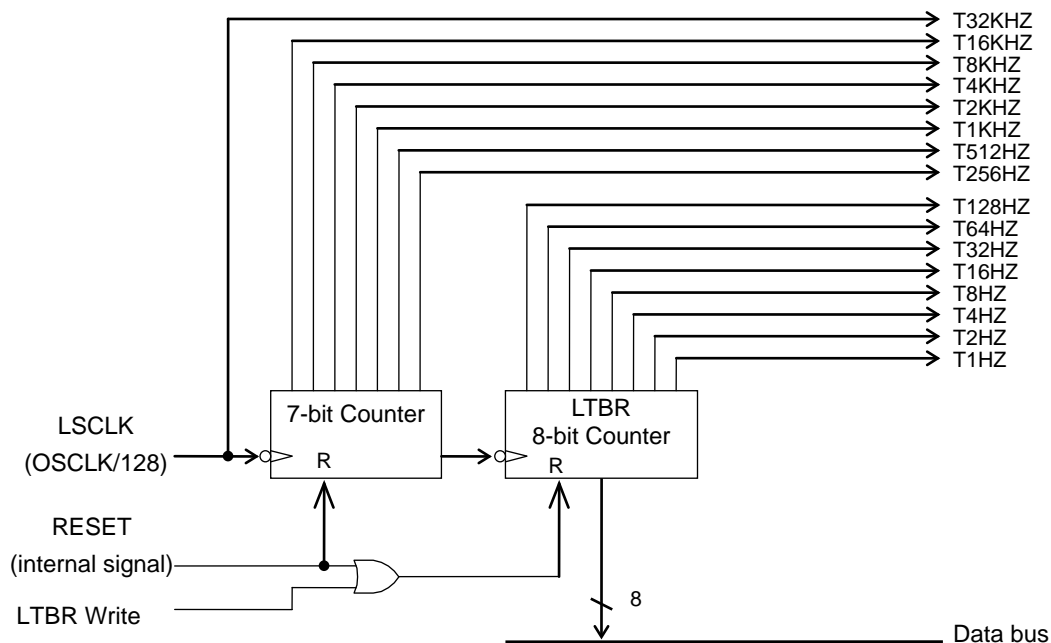 T32KHZ
T16KHZ
T8KHZ
T4KHZ
T2KHZ
T1KHZ
T512HZ
T256HZ
T128HZ
T64HZ
T32HZ
T16HZ
T8HZ
T4HZ
T2HZ
T1HZ
7-bit Counter
R
LTBR
8-bit Counter
R
LSCLK
(OSCLK/128)
RESET
(internal signal)
LTBR Write
8
Data bus